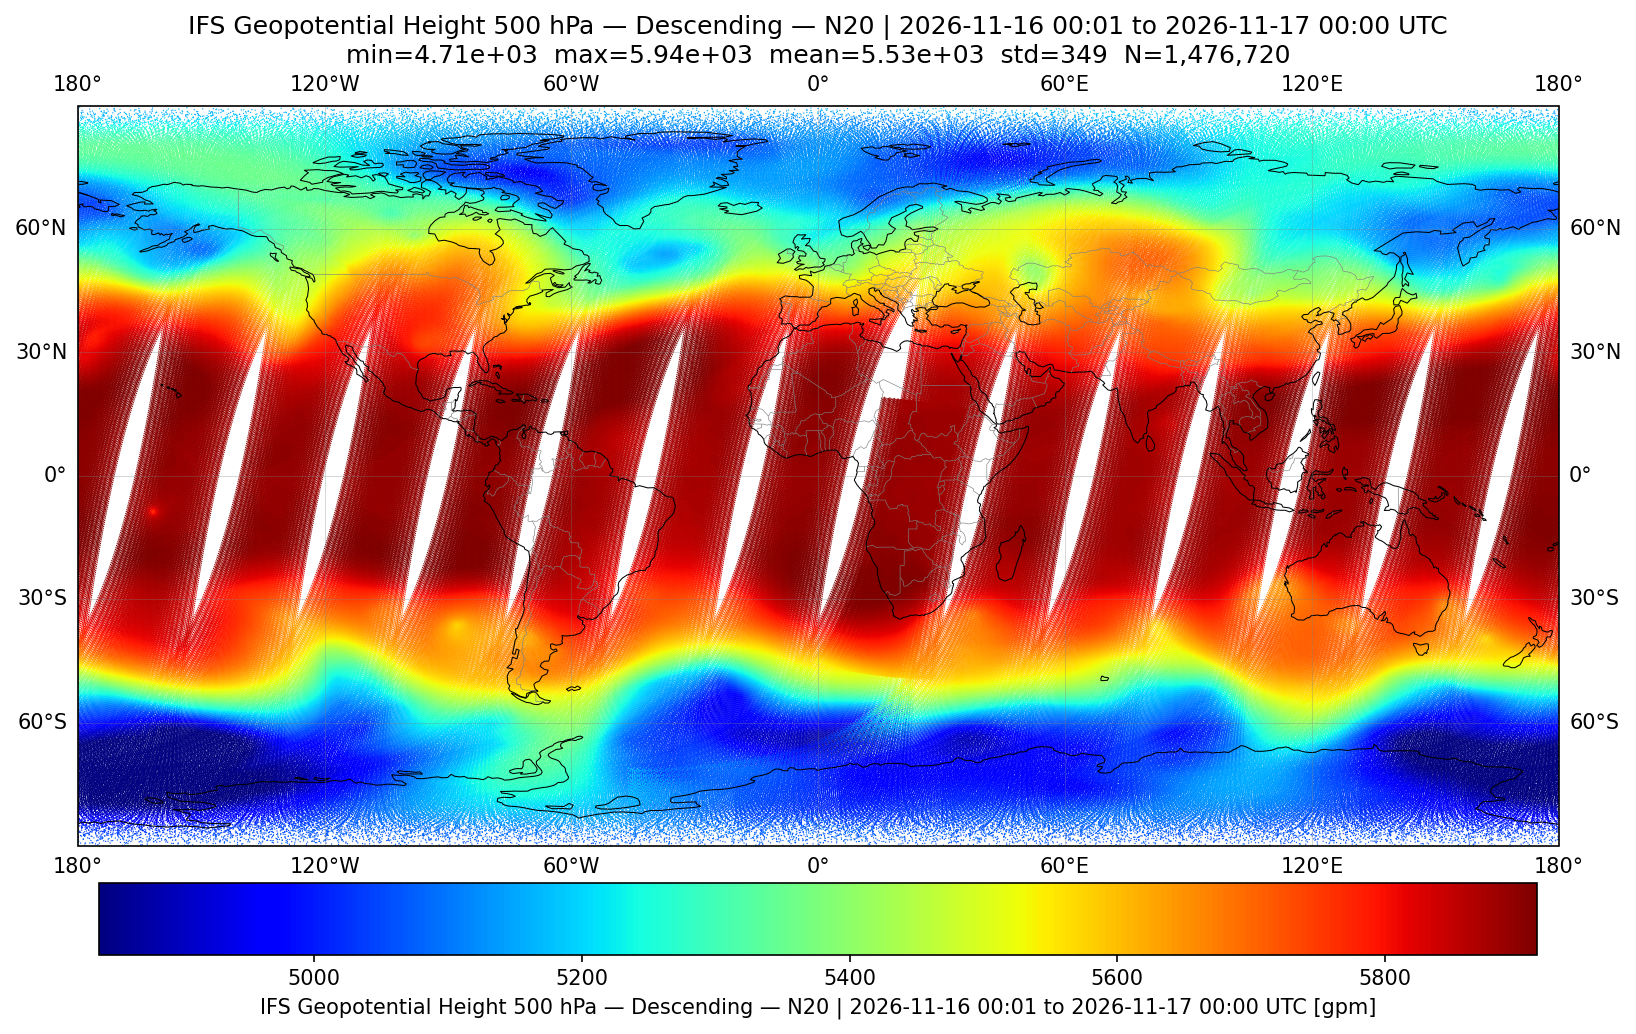 IFS Geopotential Height 500 hPa — Descending — N20 | 2026-11-16 00:01 to 2026-11-17 00:00 UTC
min=4.71e+03 max=5.94e+03 mean=5.53e+03 std=349 N=1,476,720
180° 120°W 60°W 0° 60°E 120°E 180°
60°N 60°N
30°N 30°N
0° 0°
30°S 30°S
60°S 60°S
180° 120°W 60°W 0° 60°E 120°E 180°
5000 5200 5400 5600 5800
IFS Geopotential Height 500 hPa — Descending — N20 | 2026-11-16 00:01 to 2026-11-17 00:00 UTC [gpm]